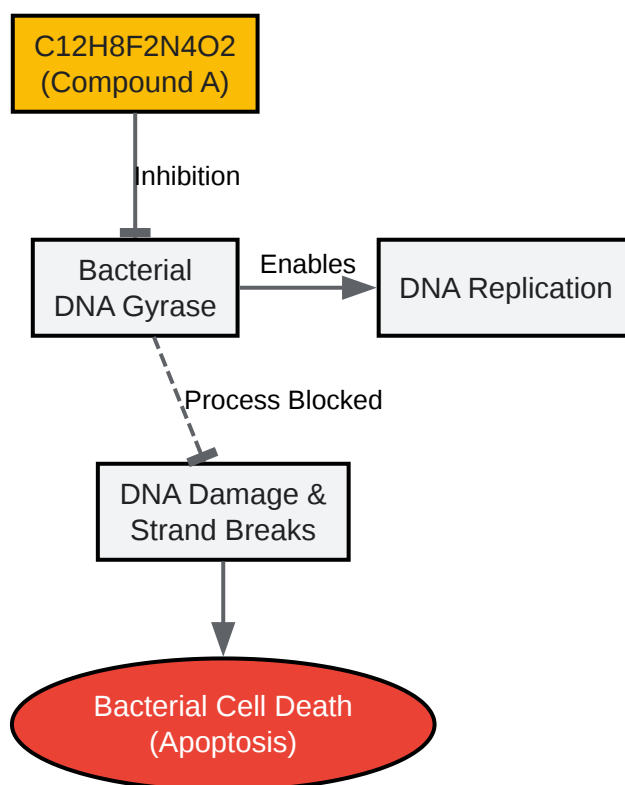 C12H8F2N4O2
(Compound A)
Inhibition
Bacterial
DNA Gyrase
Enables
DNA Replication
Process Blocked
DNA Damage &
Strand Breaks
Bacterial Cell Death
(Apoptosis)